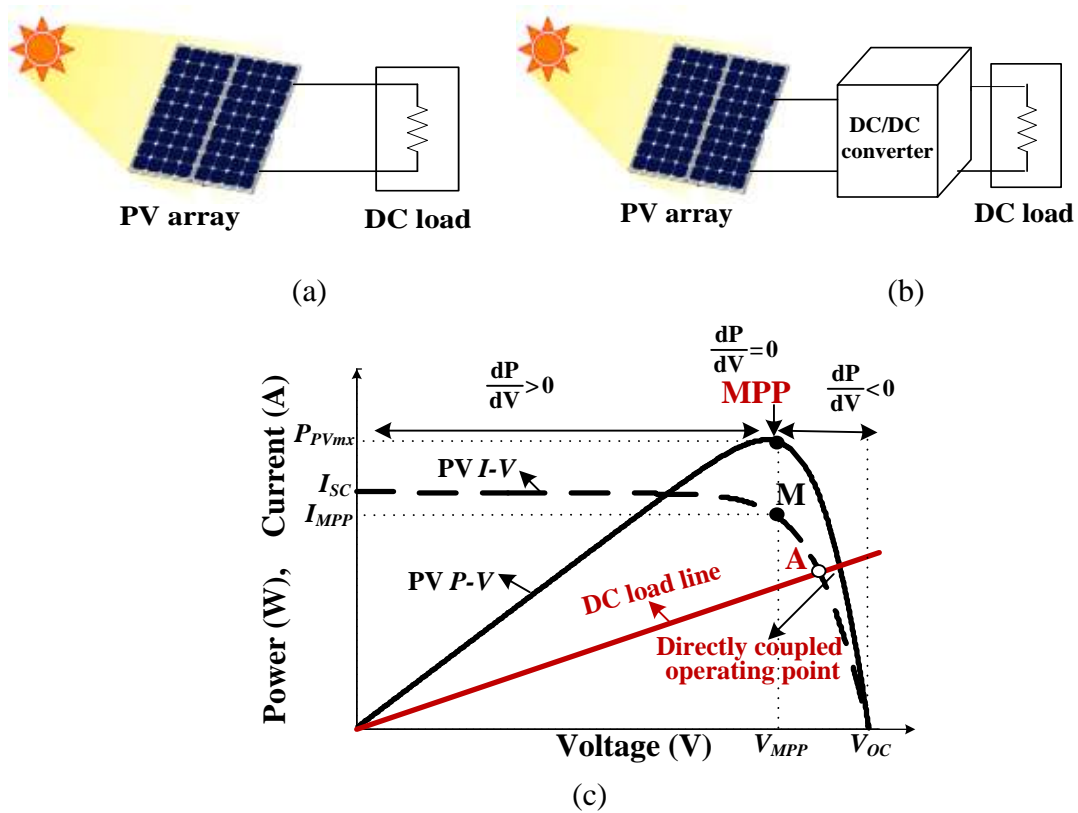 PV array
DC load
(a)
DC/DC
converter
PV array
DC load
(b)
Power (W), Current (A)
dP/dV>0
dP/dV=0
MPP
dP/dV<0
P_PVmx
I_SC
I_MPP
PV I-V
M
A
PV P-V
DC load line
Directly coupled
operating point
Voltage (V)
V_MPP
V_OC
(c)